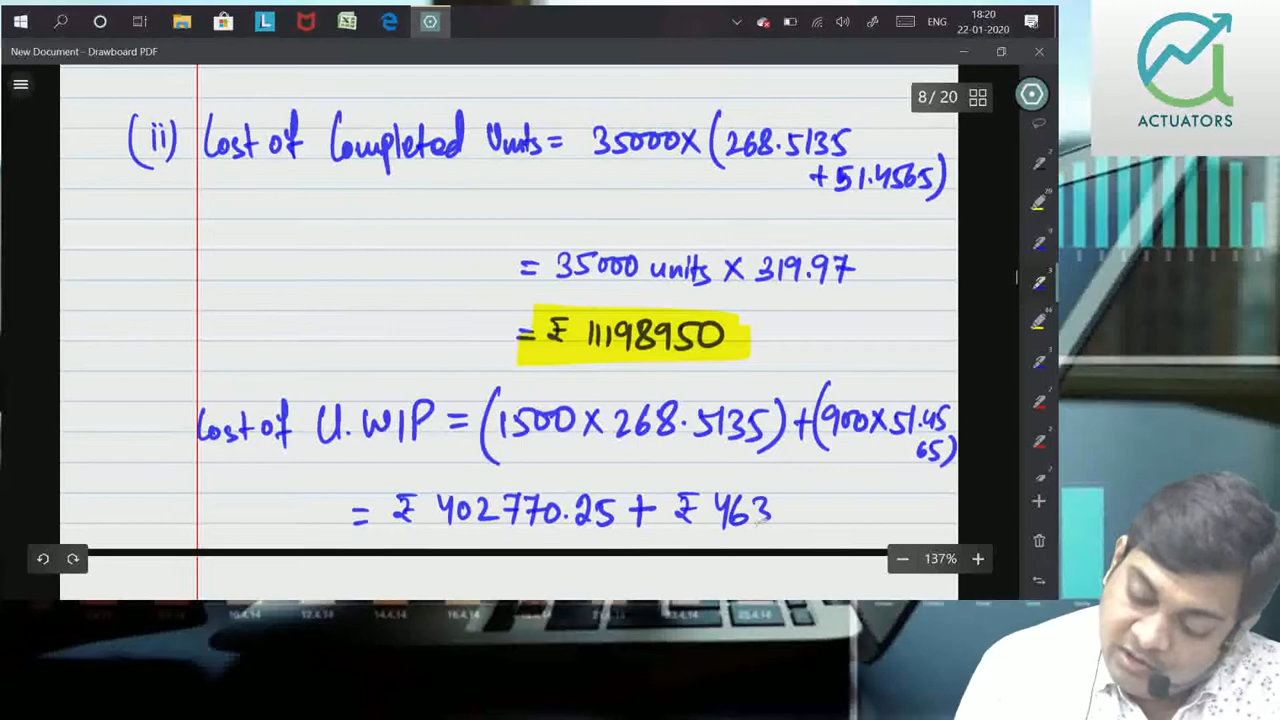 ENG
18:20
22-01-2020
New Document - Drawboard PDF
8 / 20
ACTUATORS
(ii) Cost of Completed Units = 35000 × (268.5135
+ 51.4565)
= 35000 units × 319.97
= ₹ 11198950
Cost of U.WIP = (1500 × 268.5135) + (900 × 51.45
65)
= ₹ 402770.25 + ₹ 463
137%